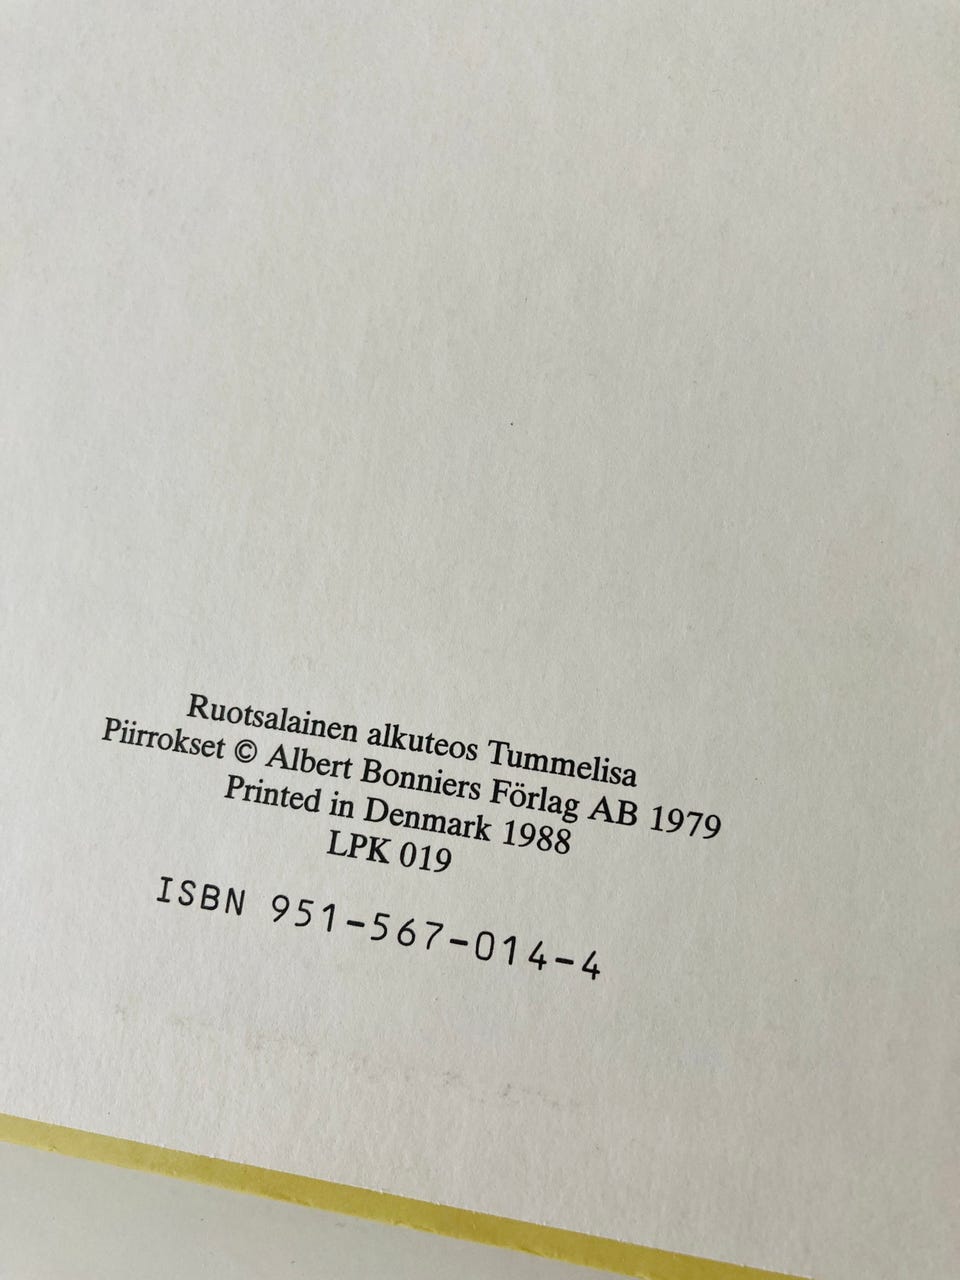 Ruotsalainen alkuteos Tummelisa
Piirrokset © Albert Bonniers Förlag AB 1979
Printed in Denmark 1988
LPK 019
ISBN 951-567-014-4